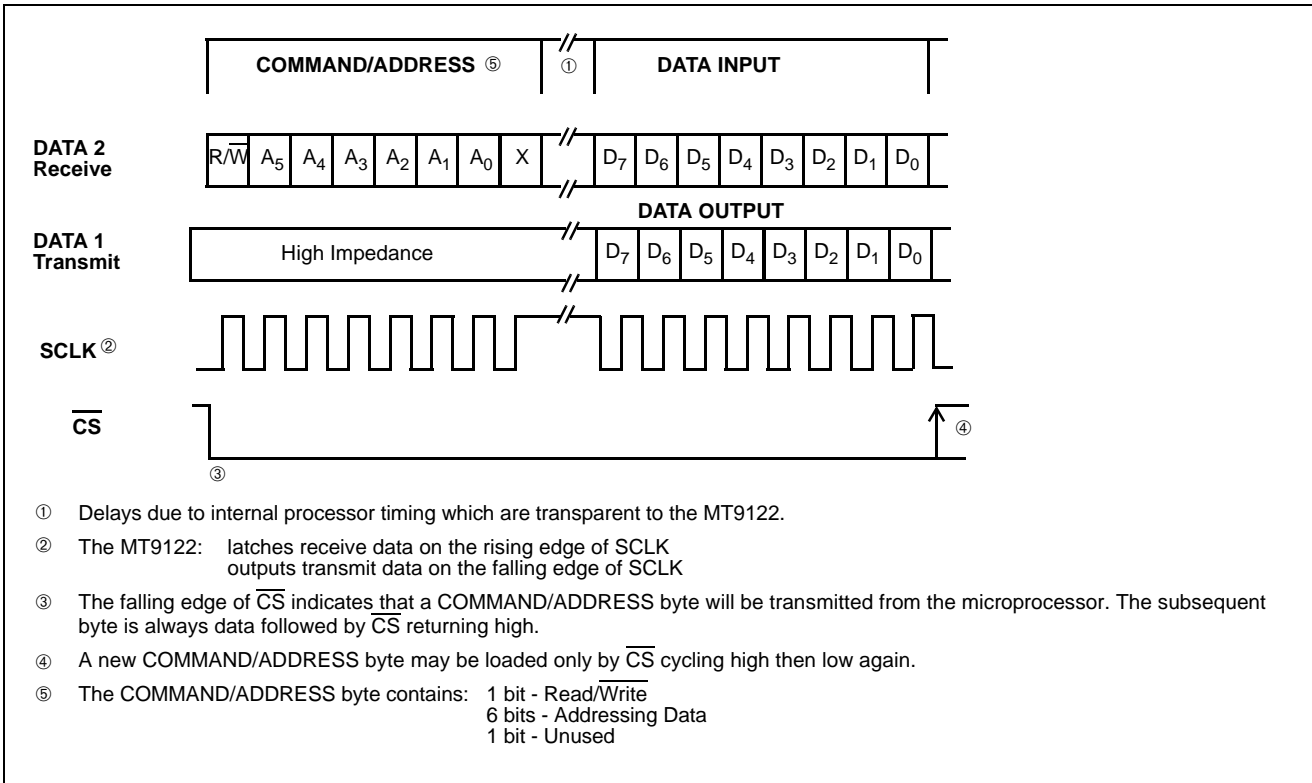 COMMAND/ADDRESS ⑤ ① DATA INPUT
DATA 2
Receive
R/W̅ A₅ A₄ A₃ A₂ A₁ A₀ X D₇ D₆ D₅ D₄ D₃ D₂ D₁ D₀
DATA OUTPUT
DATA 1
Transmit
High Impedance D₇ D₆ D₅ D₄ D₃ D₂ D₁ D₀
SCLK ②
C̅S̅
③
④
① Delays due to internal processor timing which are transparent to the MT9122.
② The MT9122: latches receive data on the rising edge of SCLK
outputs transmit data on the falling edge of SCLK
③ The falling edge of C̅S̅ indicates that a COMMAND/ADDRESS byte will be transmitted from the microprocessor. The subsequent
byte is always data followed by C̅S̅ returning high.
④ A new COMMAND/ADDRESS byte may be loaded only by C̅S̅ cycling high then low again.
⑤ The COMMAND/ADDRESS byte contains: 1 bit - Read/W̅r̅i̅t̅e̅
6 bits - Addressing Data
1 bit - Unused